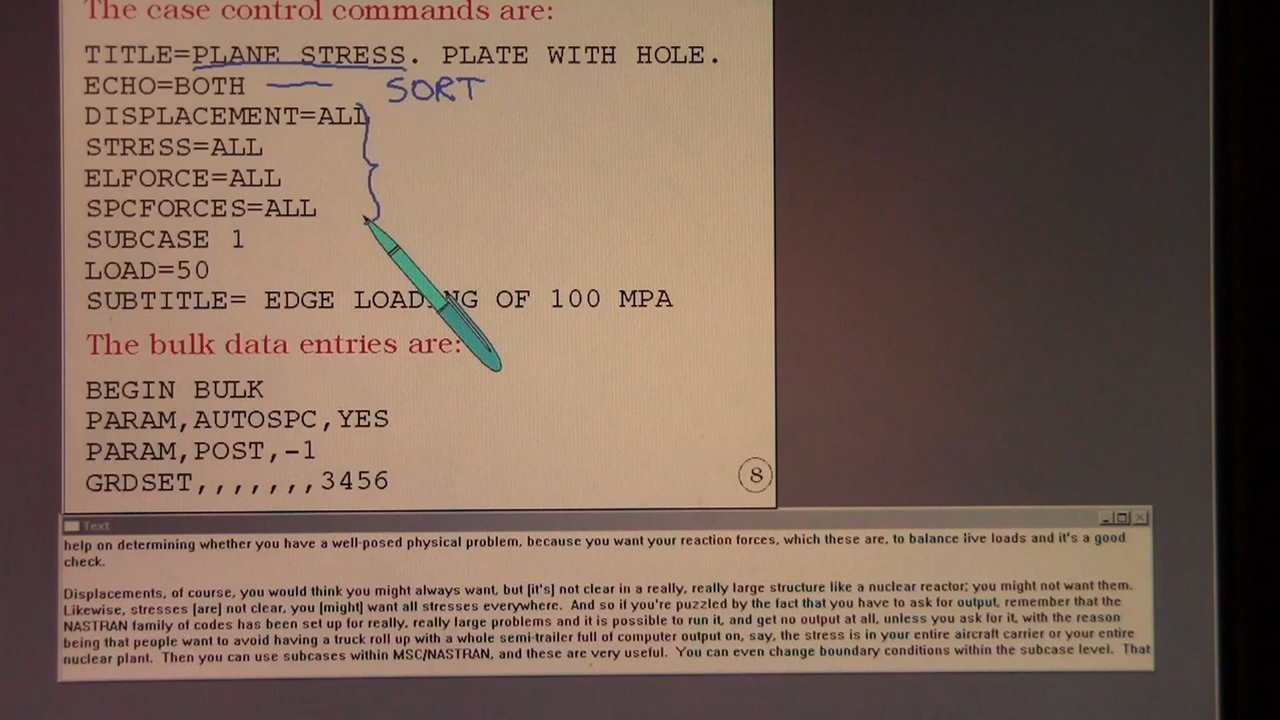 The case control commands are:
TITLE=PLANE STRESS. PLATE WITH HOLE.
ECHO=BOTH SORT
DISPLACEMENT=ALL
STRESS=ALL
ELFORCE=ALL
SPCFORCES=ALL
SUBCASE 1
LOAD=50
SUBTITLE= EDGE LOADING OF 100 MPA
The bulk data entries are:
BEGIN BULK
PARAM,AUTOSPC,YES
PARAM,POST,-1
GRDSET,,,,,,,3456
8
Text
help on determining whether you have a well-posed physical problem, because you want your reaction forces, which these are, to balance live loads and it's a good
check.
Displacements, of course, you would think you might always want, but [it's] not clear in a really, really large structure like a nuclear reactor; you might not want them.
Likewise, stresses [are] not clear, you [might] want all stresses everywhere. And so if you're puzzled by the fact that you have to ask for output, remember that the
NASTRAN family of codes has been set up for really, really large problems and it is possible to run it, and get no output at all, unless you ask for it, with the reason
being that people want to avoid having a truck roll up with a whole semi-trailer full of computer output on, say, the stress is in your entire aircraft carrier or your entire
nuclear plant. Then you can use subcases within MSC/NASTRAN, and these are very useful. You can even change boundary conditions within the subcase level. That